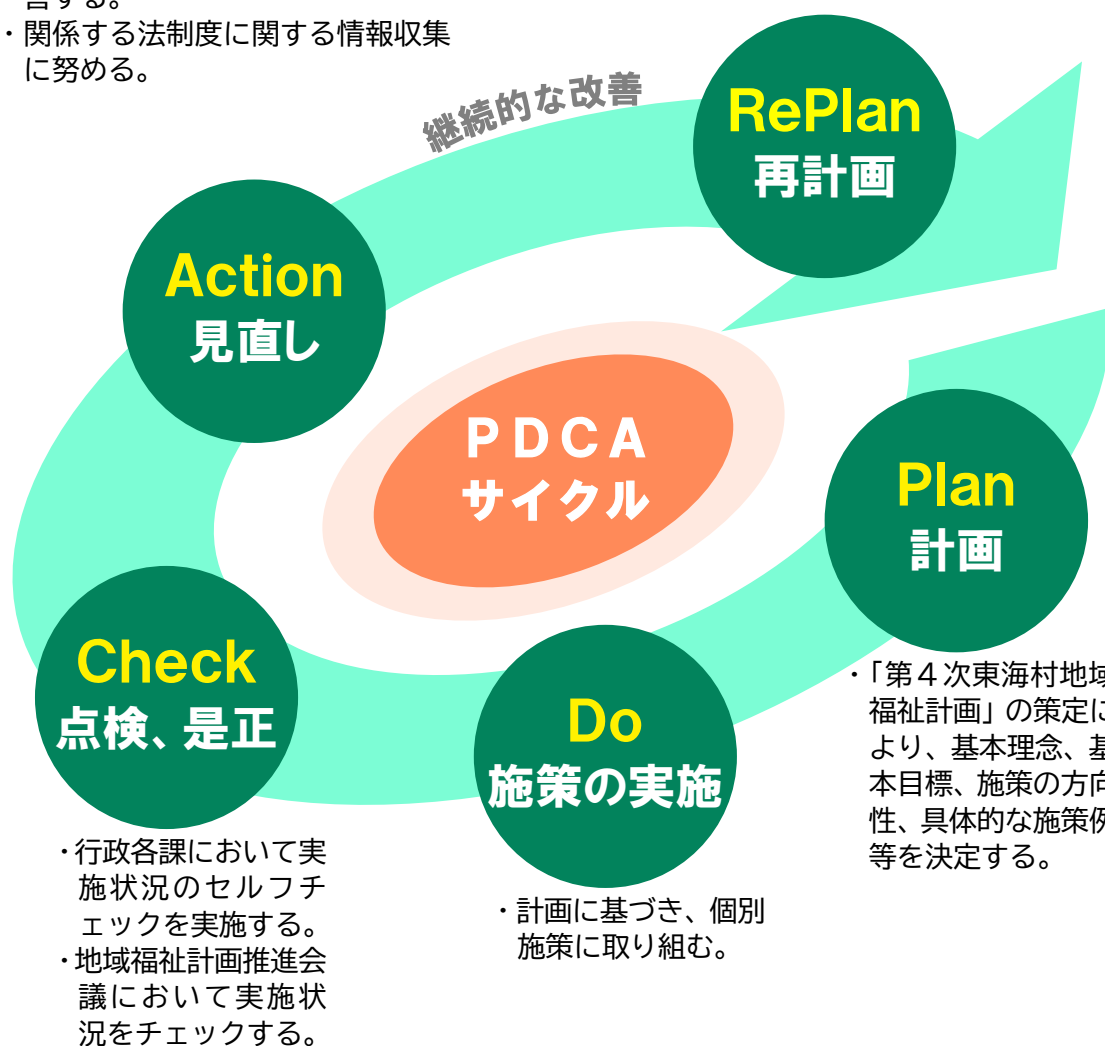 善する。
・関係する法制度に関する情報収集
に努める。
継続的な改善
RePlan
再計画
Action
見直し
PDCA
サイクル
Plan
計画
・「第４次東海村地域
福祉計画」の策定に
より、基本理念、基
本目標、施策の方向
性、具体的な施策例
等を決定する。
Do
施策の実施
・計画に基づき、個別
施策に取り組む。
Check
点検、是正
・行政各課において実
施状況のセルフチ
ェックを実施する。
・地域福祉計画推進会
議において実施状
況をチェックする。